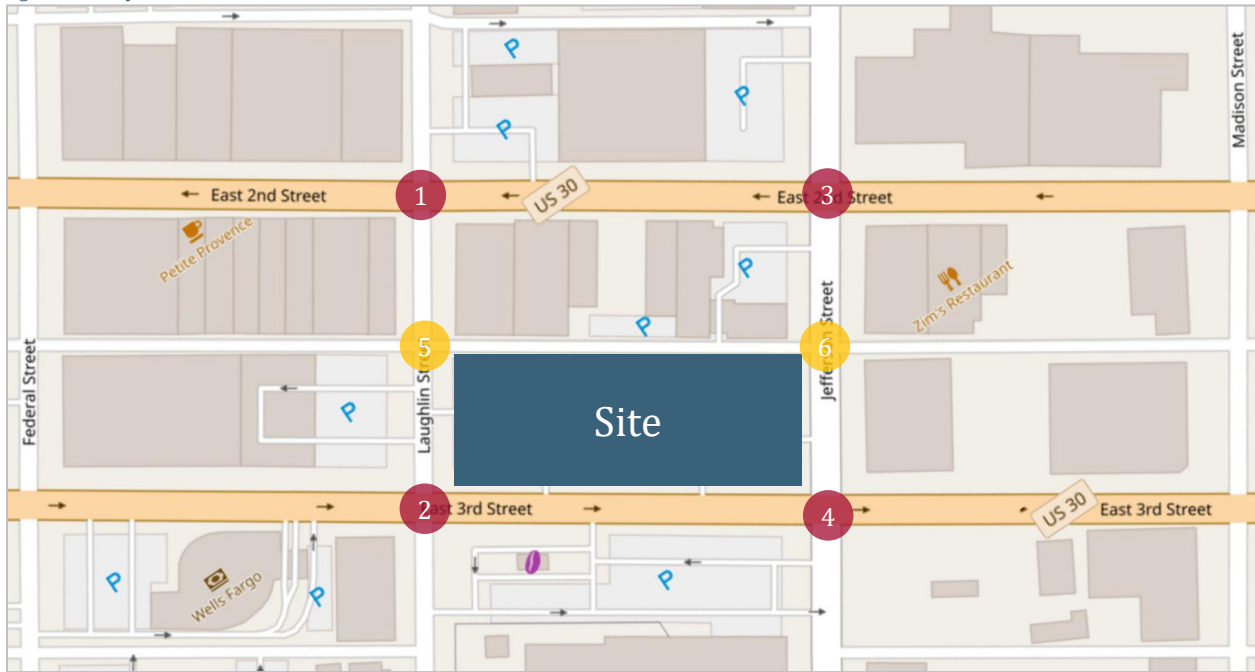 P
P
P
Madison Street
East 2nd Street
1
US 30
East 2nd Street
3
Petite Provence
P
P
Zim's Restaurant
Federal Street
5
6
Laughlin Street
Jefferson Street
P
Site
2
East 3rd Street
4
US 30
East 3rd Street
P
Wells Fargo
P
P